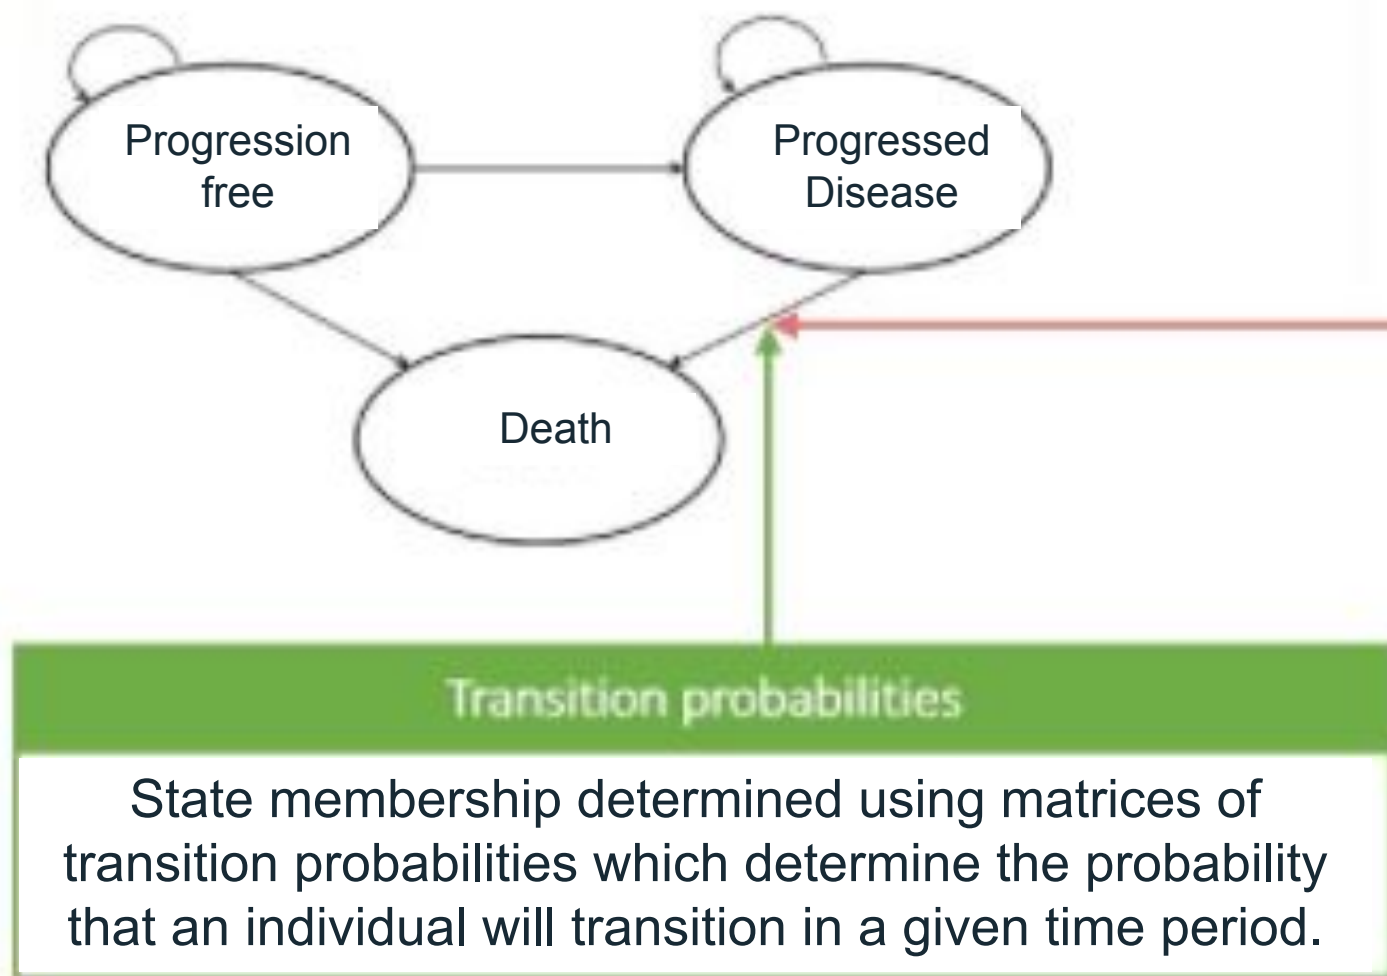 Progression
free
Progressed
Disease
Death
Transition probabilities
State membership determined using matrices of
transition probabilities which determine the probability
that an individual will transition in a given time period.